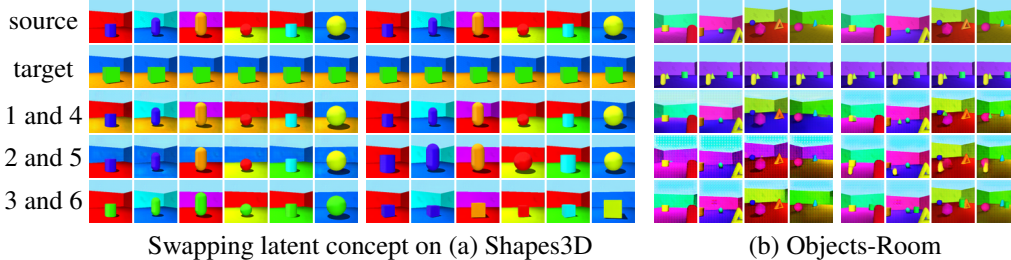 source
target
1 and 4
2 and 5
3 and 6
Swapping latent concept on (a) Shapes3D
(b) Objects-Room